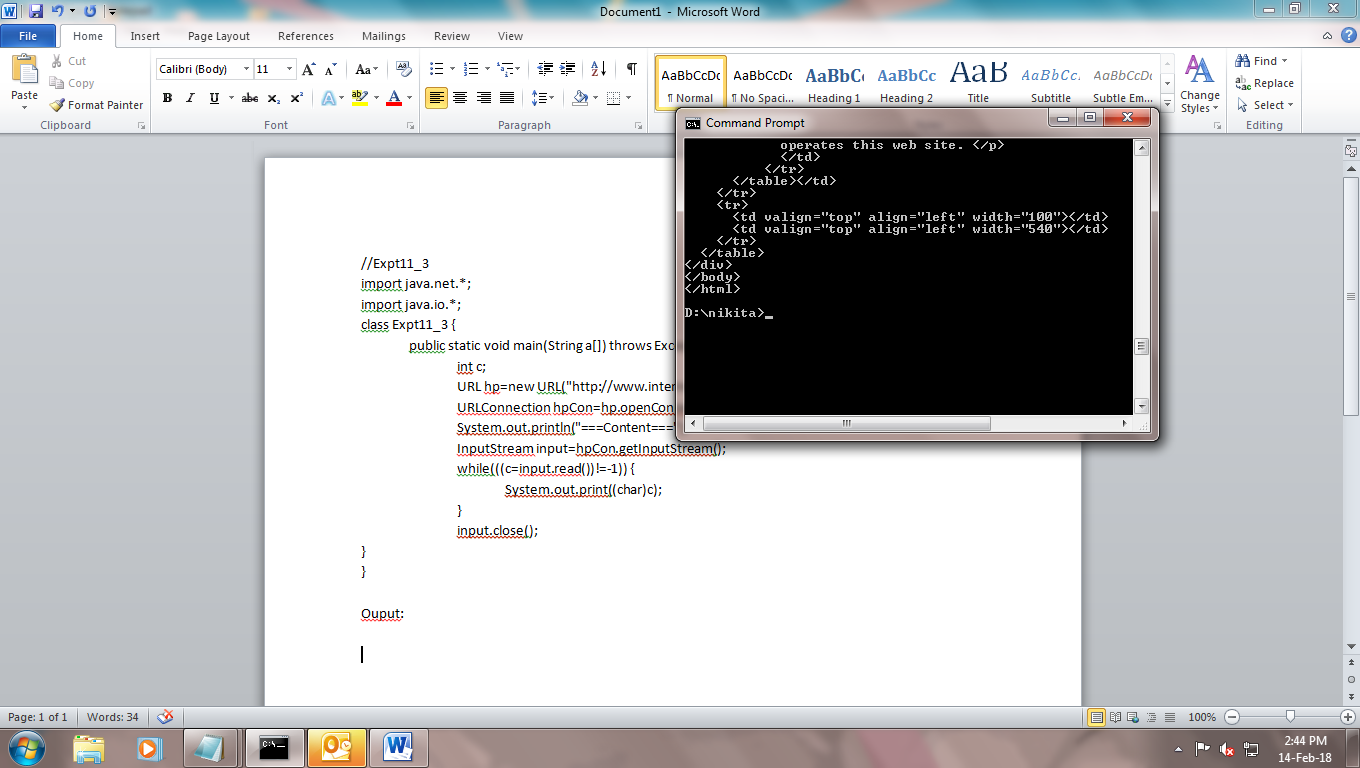 Document1 - Microsoft Word
File Home Insert Page Layout References Mailings Review View
Paste
Cut
Copy
Format Painter
Clipboard
Calibri (Body) 11
Font
Paragraph
AaBbCcDc AaBbCcDc AaBbCc AaBbCc AaB AaBbCc. AaBbCcDc
¶ Normal ¶ No Spaci... Heading 1 Heading 2 Title Subtitle Subtle Em...
Change
Styles
Find
Replace
Select
Editing
//Expt11_3
import java.net.*;
import java.io.*;
class Expt11_3 {
public static void main(String a[]) throws Exc
int c;
URL hp=new URL("http://www.inter
URLConnection hpCon=hp.openCon
System.out.println("===Content==="
InputStream input=hpCon.getInputStream();
while(((c=input.read())!=-1)) {
System.out.print((char)c);
}
input.close();
}
}
Ouput:
Command Prompt
operates this web site. </p>
</td>
</tr>
</table></td>
</tr>
<tr>
<td valign="top" align="left" width="100"></td>
<td valign="top" align="left" width="540"></td>
</tr>
</table>
</div>
</body>
</html>
D:\nikita>_
Page: 1 of 1 Words: 34
100%
2:44 PM
14-Feb-18